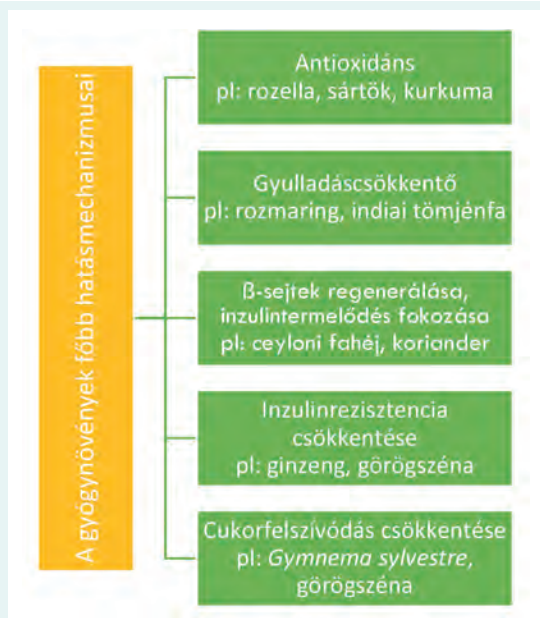 A gyógynövények főbb hatásmechanizmusai
Antioxidáns
pl: rozella, sártök, kurkuma
Gyulladáscsökkentő
pl: rozmaring, indiai tömjénfa
ß-sejtek regenerálása,
inzulintermelődés fokozása
pl: ceyloni fahéj, koriander
Inzulinrezisztencia
csökkentése
pl: ginzeng, görögszéna
Cukorfelszívódás csökkentése
pl: Gymnema sylvestre,
görögszéna